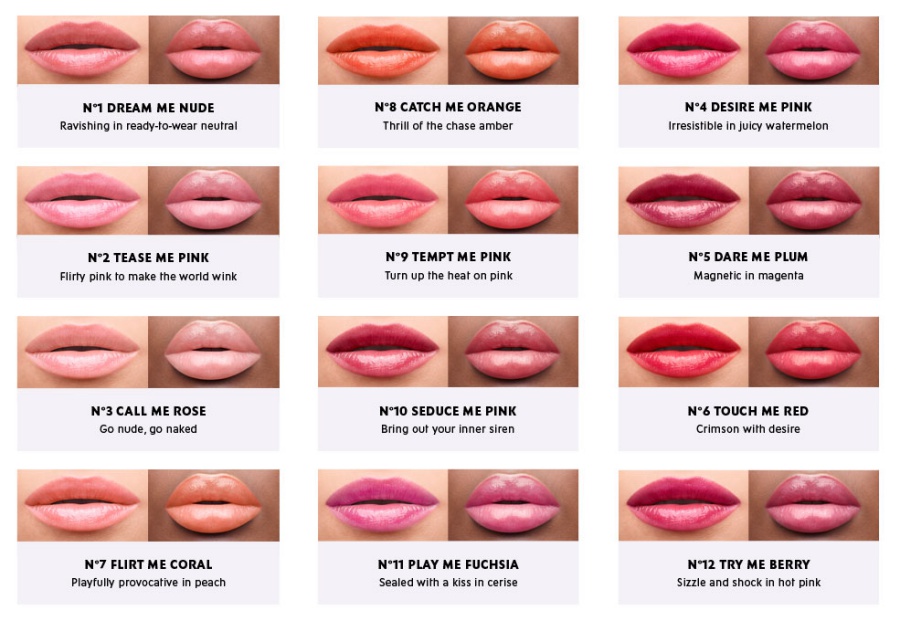 N°1 DREAM ME NUDE
Ravishing in ready-to-wear neutral
N°8 CATCH ME ORANGE
Thrill of the chase amber
N°4 DESIRE ME PINK
Irresistible in juicy watermelon
N°2 TEASE ME PINK
Flirty pink to make the world wink
N°9 TEMPT ME PINK
Turn up the heat on pink
N°5 DARE ME PLUM
Magnetic in magenta
N°3 CALL ME ROSE
Go nude, go naked
N°10 SEDUCE ME PINK
Bring out your inner siren
N°6 TOUCH ME RED
Crimson with desire
N°7 FLIRT ME CORAL
Playfully provocative in peach
N°11 PLAY ME FUCHSIA
Sealed with a kiss in cerise
N°12 TRY ME BERRY
Sizzle and shock in hot pink